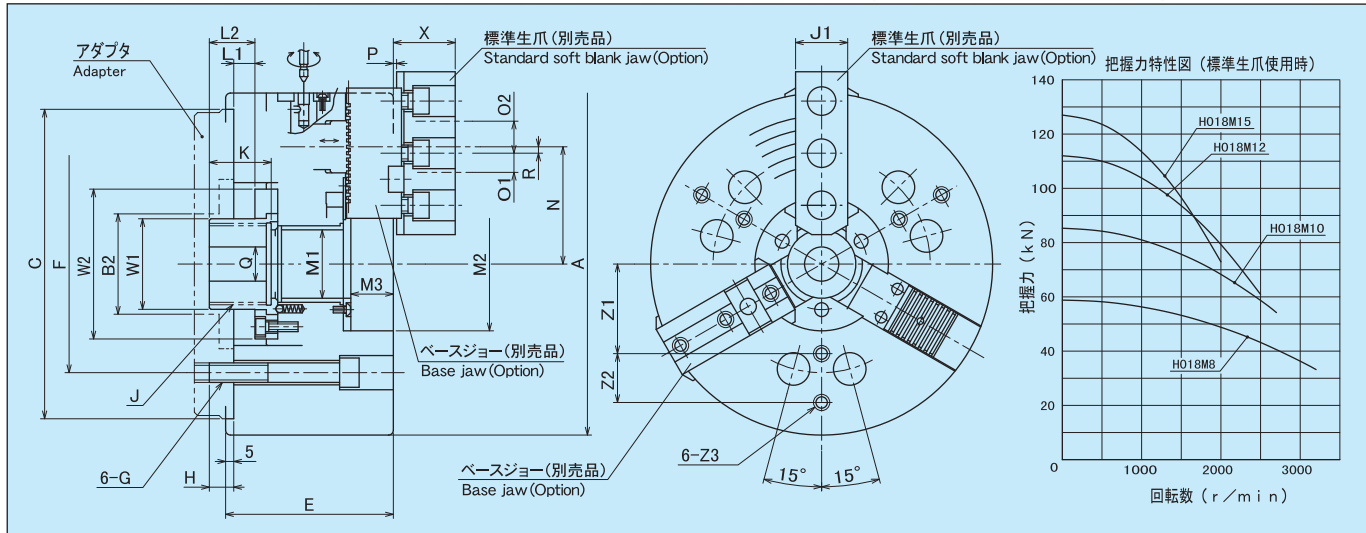 アダプタ
Adapter
L2
L1
P
X
標準生爪(別売品)
Standard soft blank jaw(Option)
K
O2
O1
R
N
C
F
W2
B2
W1
Q
M1
M2
M3
A
J
ベースジョー(別売品)
Base jaw(Option)
5
6-G
H
E
J1
標準生爪(別売品)
Standard soft blank jaw(Option)
Z1
Z2
6-Z3
ベースジョー(別売品)
Base jaw(Option)
15°
15°
把握力特性図(標準生爪使用時)
140
120
100
80
60
40
20
把握力(kN)
H018M15
H018M12
H018M10
H018M8
1000
2000
3000
回転数(r/min)